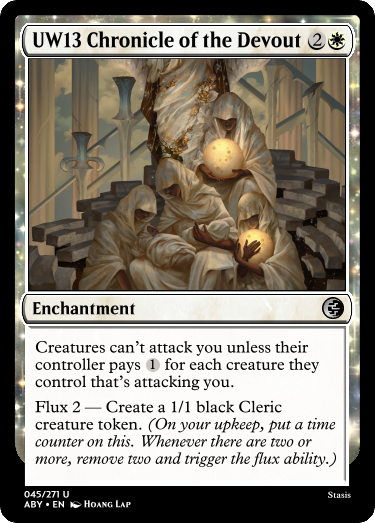 UW13 Chronicle of the Devout 2
Enchantment
Creatures can't attack you unless their
controller pays 1 for each creature they
control that's attacking you.
Flux 2 — Create a 1/1 black Cleric
creature token. (On your upkeep, put a time
counter on this. Whenever there are two or
more, remove two and trigger the flux ability.)
045/271 U
Stasis
ABY • EN Hoang Lap